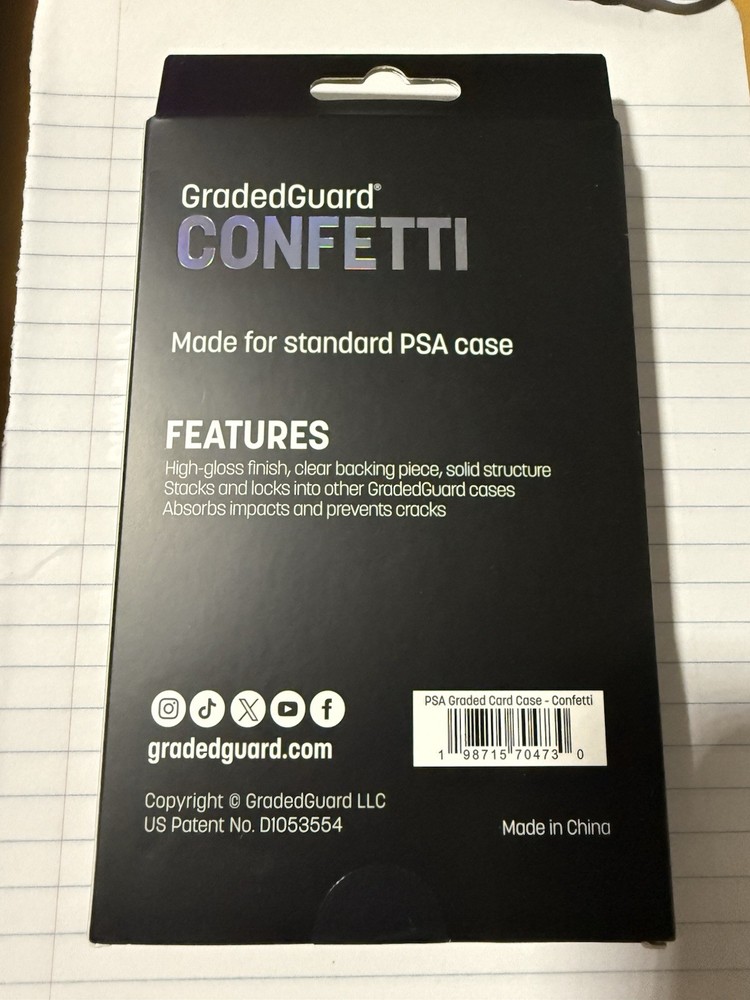 GradedGuard®
CONFETTI
Made for standard PSA case
FEATURES
High-gloss finish, clear backing piece, solid structure
Stacks and locks into other GradedGuard cases
Absorbs impacts and prevents cracks
gradedguard.com
PSA Graded Card Case - Confetti
1 98715 70473 0
Copyright © GradedGuard LLC
US Patent No. D1053554
Made in China